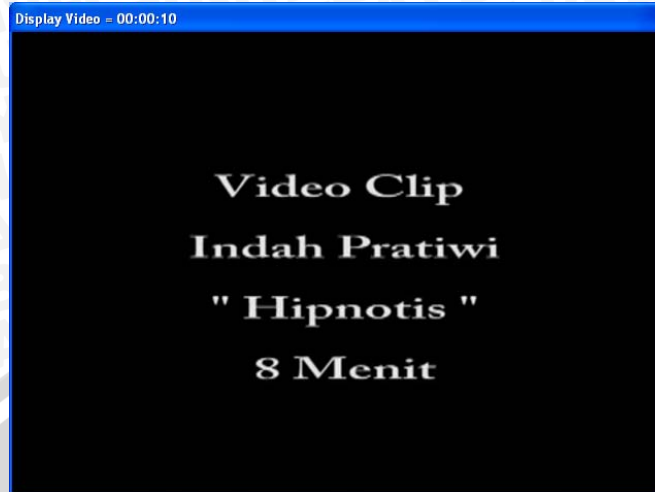 Display Video = 00:00:10
Video Clip
Indah Pratiwi
" Hipnotis "
8 Menit